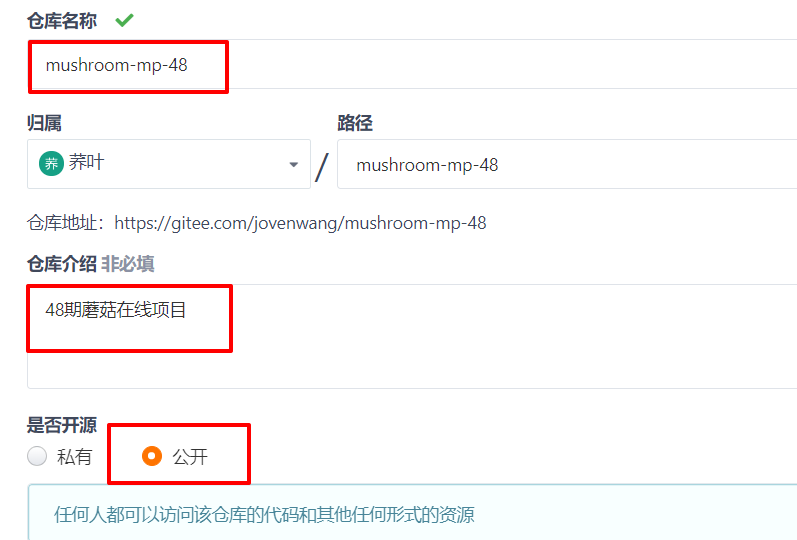 仓库名称
mushroom-mp-48
归属 路径
荞 荞叶 / mushroom-mp-48
仓库地址：https://gitee.com/jovenwang/mushroom-mp-48
仓库介绍 非必填
48期蘑菇在线项目
是否开源
私有 公开
任何人都可以访问该仓库的代码和其他任何形式的资源